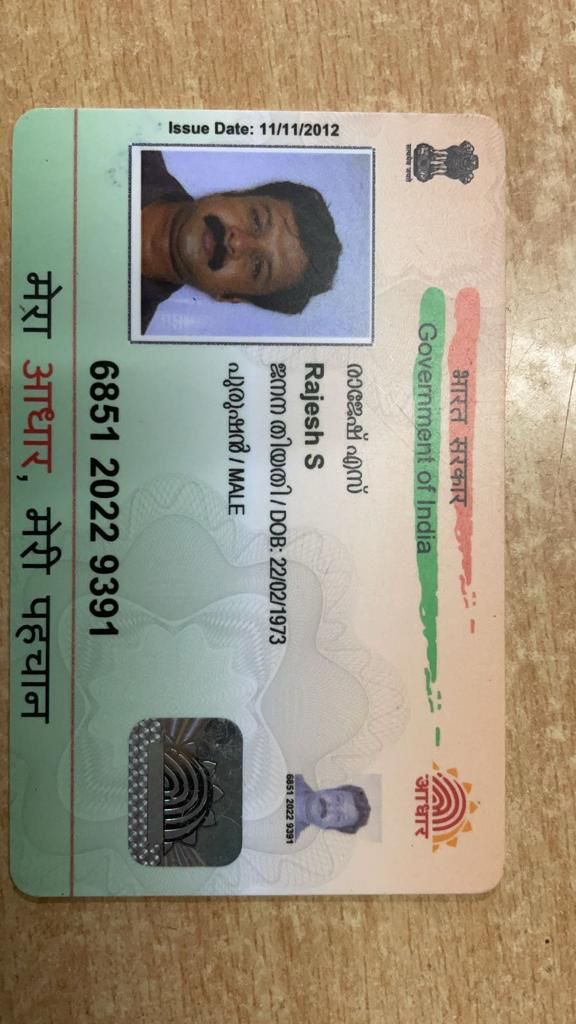 भारत सरकार
Government of India
आधार
सत्यमेव जयते
Issue Date: 11/11/2012
രാജേഷ് എസ്
Rajesh S
ജനന തിയതി / DOB: 22/02/1973
പുരുഷൻ / MALE
6851 2022 9391
6851 2022 9391
मेरा आधार, मेरी पहचान